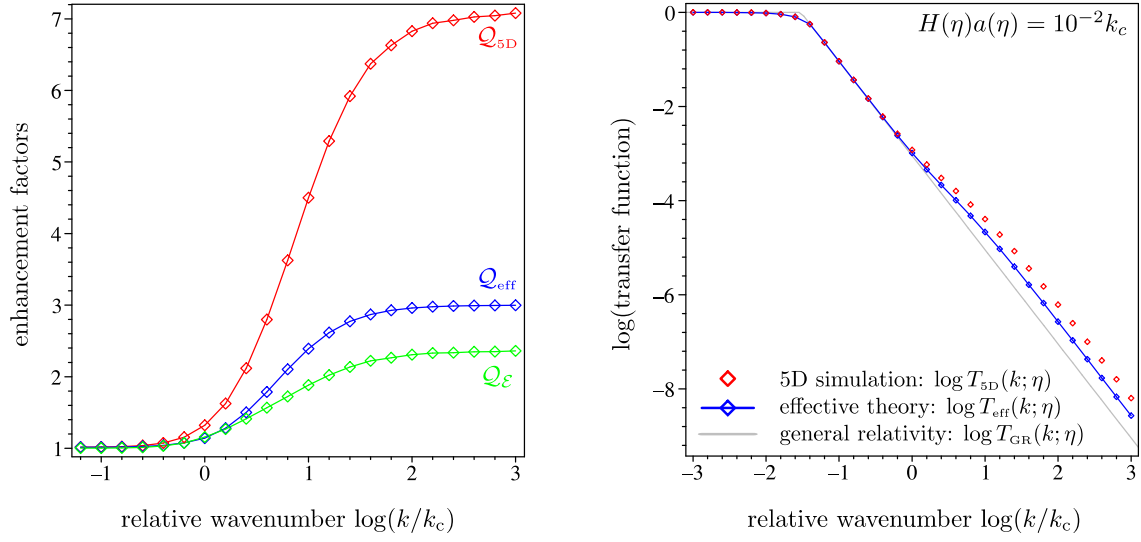 enhancement factors
7
6
5
4
3
2
1
−1
0
1
2
3
relative wavenumber log(k/k_c)
𝒬_5D
𝒬_eff
𝒬_ℰ
log(transfer function)
0
−2
−4
−6
−8
−3
−2
−1
0
1
2
3
relative wavenumber log(k/k_c)
H(η)a(η) = 10^{−2}k_c
5D simulation: log T_5D(k; η)
effective theory: log T_eff(k; η)
general relativity: log T_GR(k; η)